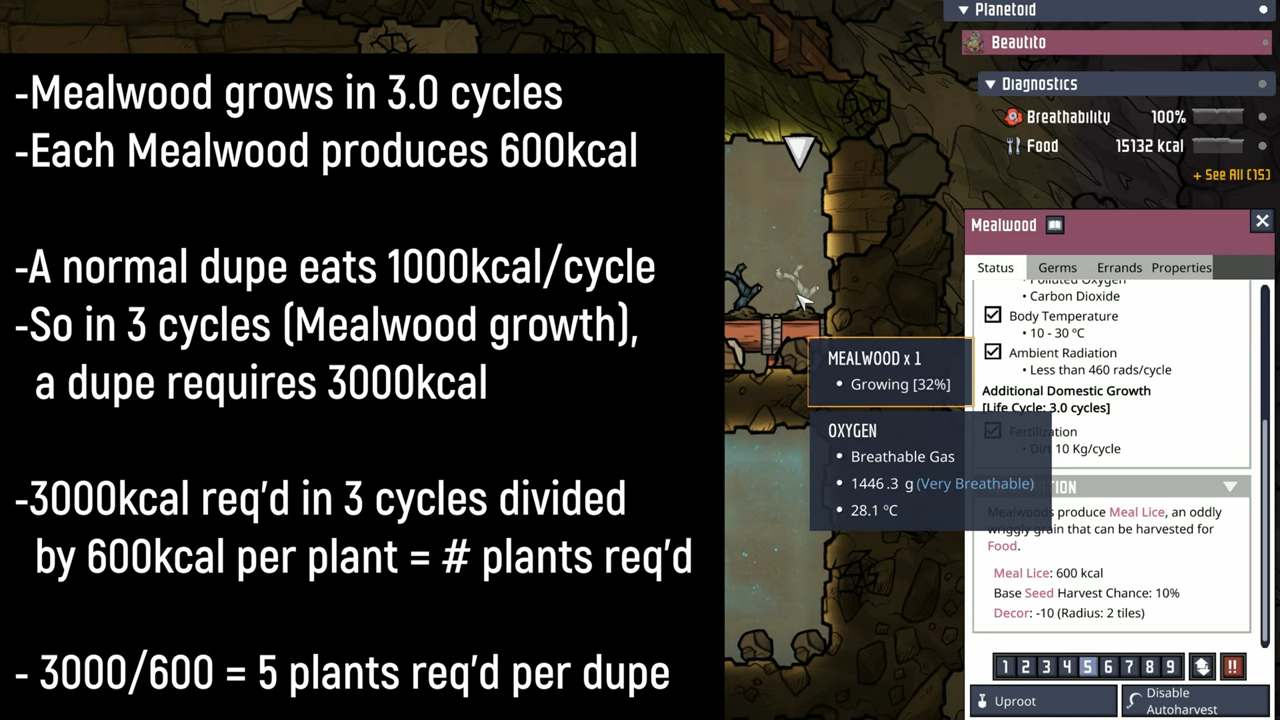 -Mealwood grows in 3.0 cycles
-Each Mealwood produces 600kcal
-A normal dupe eats 1000kcal/cycle
-So in 3 cycles (Mealwood growth),
a dupe requires 3000kcal
-3000kcal req'd in 3 cycles divided
by 600kcal per plant = # plants req'd
- 3000/600 = 5 plants req'd per dupe
MEALWOOD x 1
• Growing [32%]
OXYGEN
• Breathable Gas
• 1446.3 g (Very Breathable)
• 28.1 ºC
Planetoid
Beautito
Diagnostics
Breathability 100%
Food 15132 kcal
+ See All (15)
Mealwood
Status Germs Errands Properties
• Polluted Oxygen
• Carbon Dioxide
Body Temperature
• 10 - 30 ºC
Ambient Radiation
• Less than 460 rads/cycle
Additional Domestic Growth
[Life Cycle: 3.0 cycles]
Fertilization
• Dirt 10 Kg/cycle
Mealwoods produce Meal Lice, an oddly
wriggly grain that can be harvested for
Food.
Meal Lice: 600 kcal
Base Seed Harvest Chance: 10%
Decor: -10 (Radius: 2 tiles)
1 2 3 4 5 6 7 8 9 !!
Uproot
Disable
Autoharvest